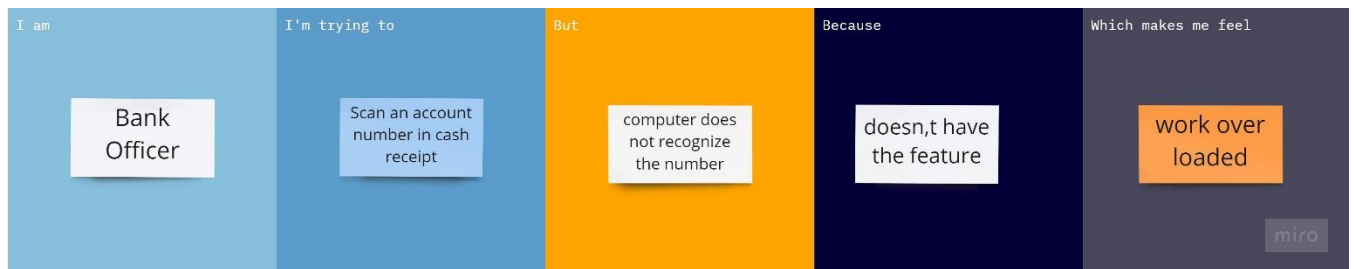 I am
Bank
Officer
I'm trying to
Scan an account
number in cash
receipt
But
computer does
not recognize
the number
Because
doesn,t have
the feature
Which makes me feel
work over
loaded
miro